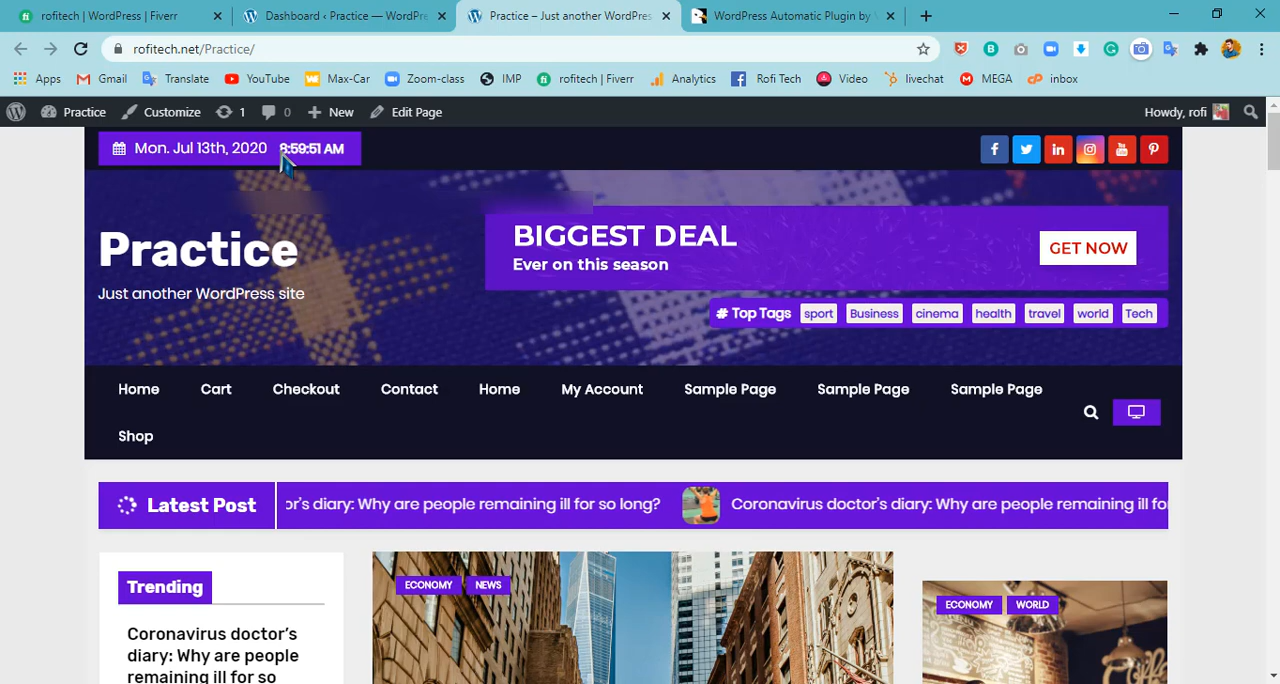 rofitech | WordPress | Fiverr
Dashboard ‹ Practice — WordPre
Practice – Just another WordPress
WordPress Automatic Plugin by V
rofitech.net/Practice/
Apps Gmail Translate YouTube Max-Car Zoom-class IMP rofitech | Fiverr Analytics Rofi Tech Video livechat MEGA inbox
Practice Customize 1 0 New Edit Page Howdy, rofi
Mon. Jul 13th, 2020 9:59:51 AM
BIGGEST DEAL
Ever on this season
GET NOW
Practice
Just another WordPress site
# Top Tags sport Business cinema health travel world Tech
Home Cart Checkout Contact Home My Account Sample Page Sample Page Sample Page
Shop
Latest Post
or's diary: Why are people remaining ill for so long?
Coronavirus doctor's diary: Why are people remaining ill fo
Trending
Coronavirus doctor's
diary: Why are people
remaining ill for so
ECONOMY NEWS
ECONOMY WORLD